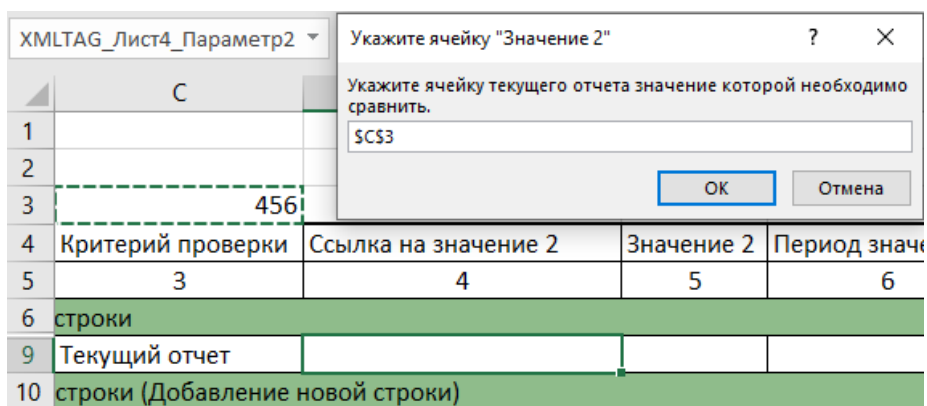 XMLTAG_Лист4_Параметр2
Укажите ячейку "Значение 2" ?
Укажите ячейку текущего отчета значение которой необходимо
сравнить.
$C$3
ОК Отмена
C
1
2
3 456
4 Критерий проверки Ссылка на значение 2 Значение 2 Период значе
5 3 4 5 6
6 строки
9 Текущий отчет
10 строки (Добавление новой строки)